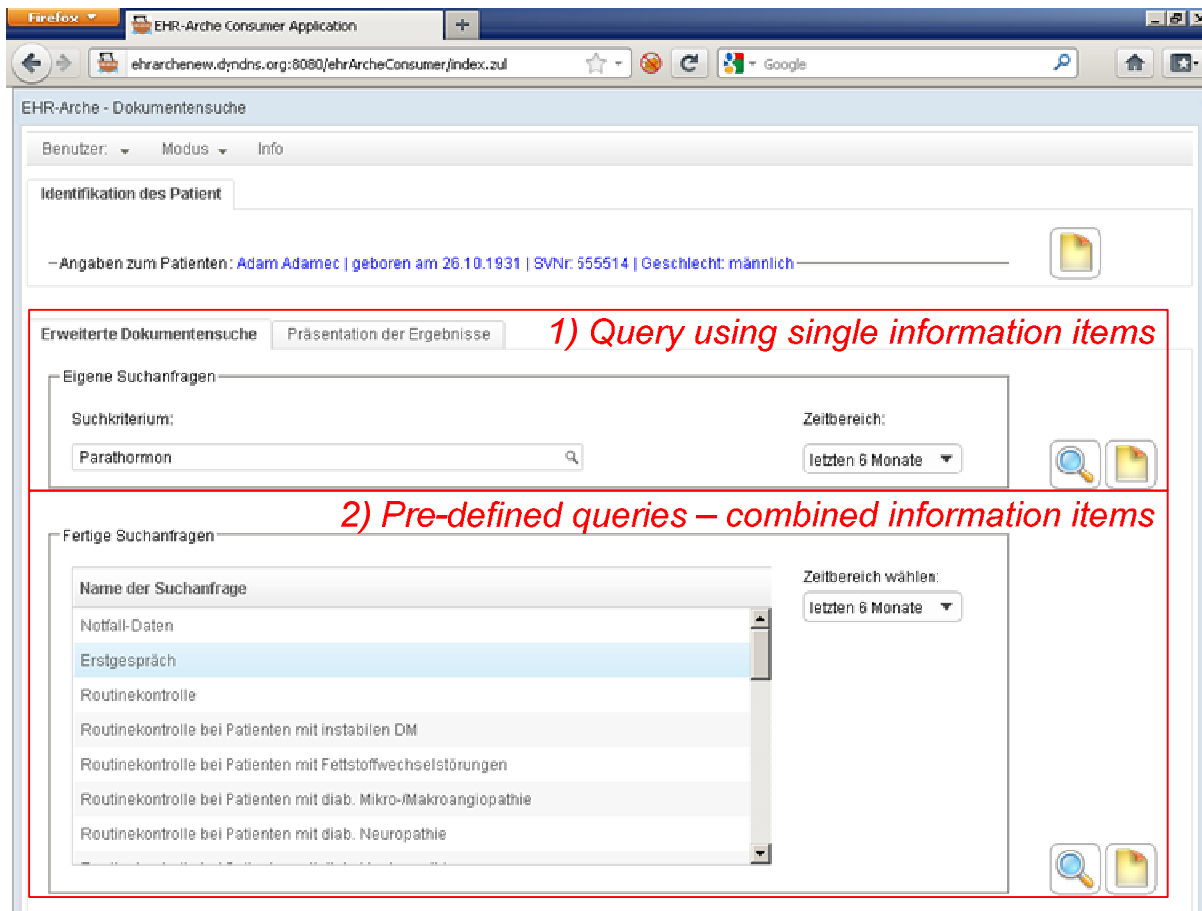 Firefox
EHR-Arche Consumer Application
ehrarchenew.dyndns.org:8080/ehrArcheConsumer/index.zul
Google
EHR-Arche - Dokumentensuche
Benutzer: Modus Info
Identifikation des Patient
Angaben zum Patienten: Adam Adamec | geboren am 26.10.1931 | SVNr: 555514 | Geschlecht: männlich
Erweiterte Dokumentensuche Präsentation der Ergebnisse 1) Query using single information items
Eigene Suchanfragen
Suchkriterium: Zeitbereich:
Parathormon letzten 6 Monate
2) Pre-defined queries – combined information items
Fertige Suchanfragen
Name der Suchanfrage Zeitbereich wählen:
letzten 6 Monate
Notfall-Daten
Erstgespräch
Routinekontrolle
Routinekontrolle bei Patienten mit instabilen DM
Routinekontrolle bei Patienten mit Fettstoffwechselstörungen
Routinekontrolle bei Patienten mit diab. Mikro-/Makroangiopathie
Routinekontrolle bei Patienten mit diab. Neuropathie